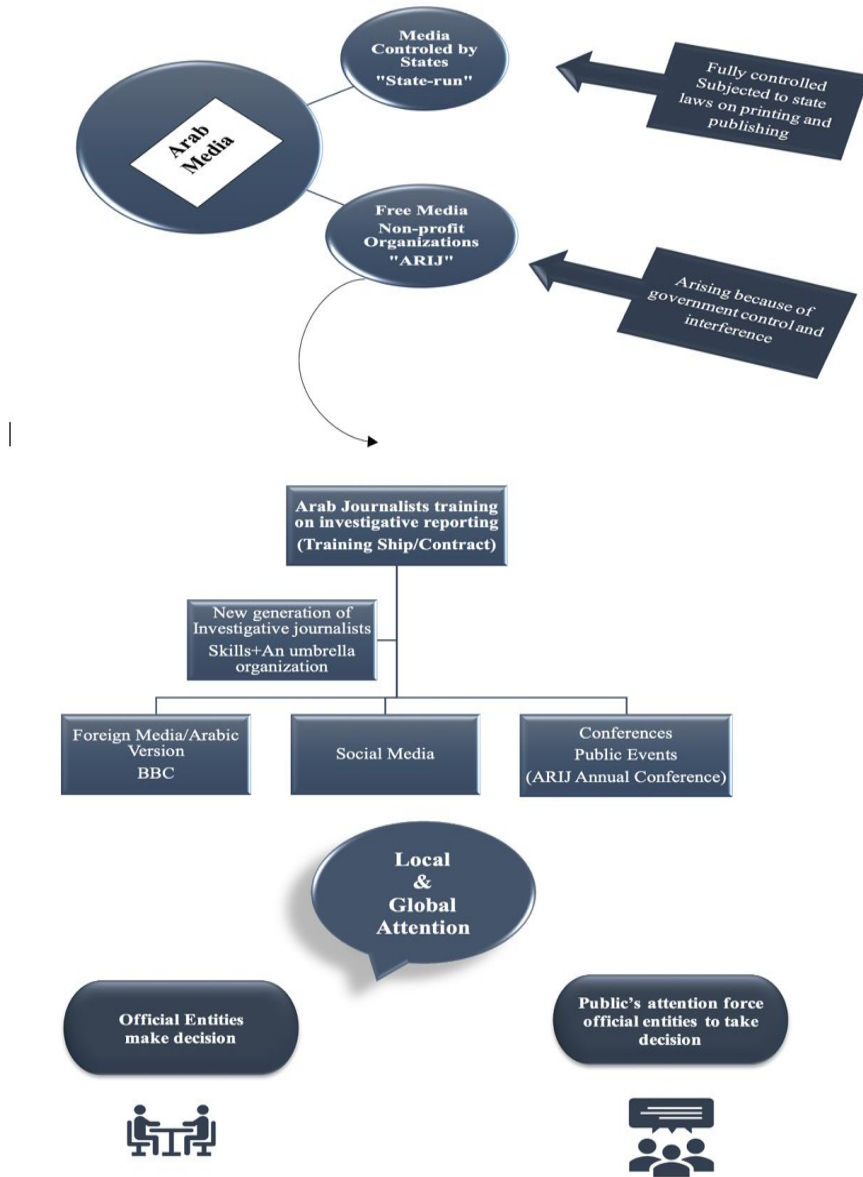 Media
Controled by
States
"State-run"
Fully controlled
Subjected to state
laws on printing and
publishing
Arab
Media
Free Media
Non-profit
Organizations
"ARIJ"
Arising because of
government control and
interference
Arab Journalists training
on investigative reporting
(Training Ship/Contract)
New generation of
Investigative journalists
Skills+An umbrella
organization
Foreign Media/Arabic
Version
BBC
Social Media
Conferences
Public Events
(ARIJ Annual Conference)
Local
&
Global
Attention
Official Entities
make decision
Public’s attention force
official entities to take
decision